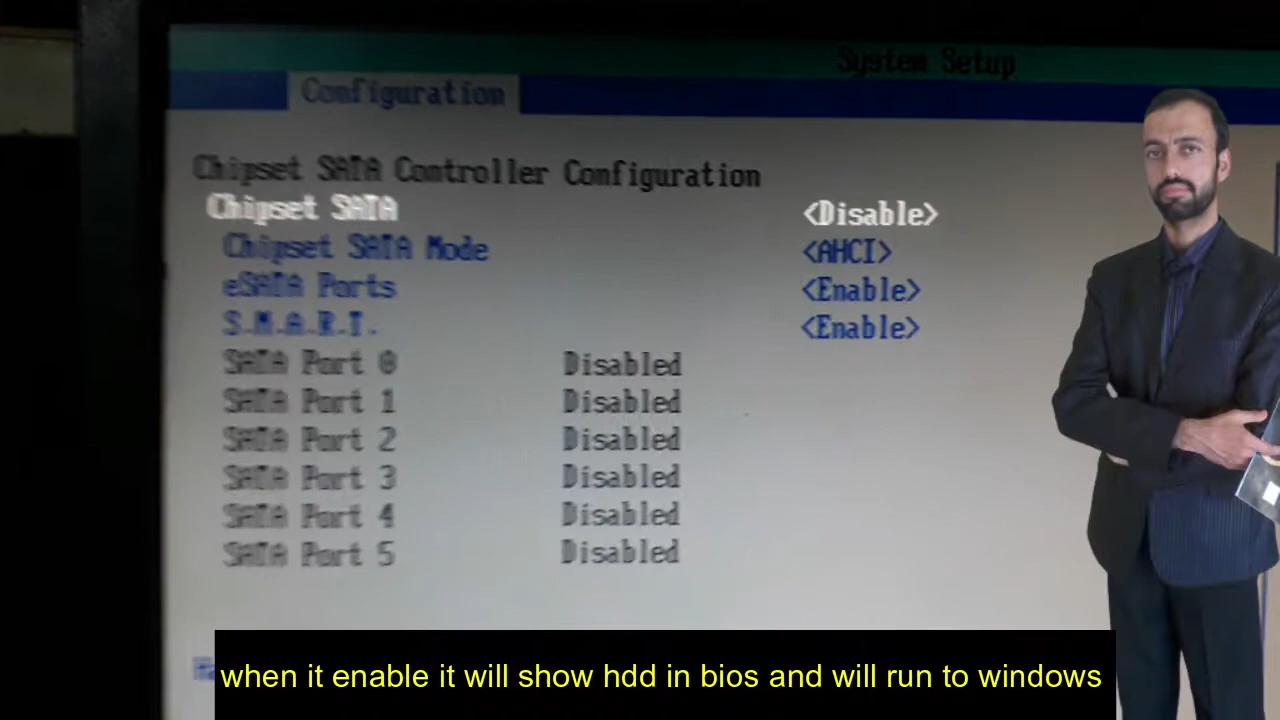 System Setup
Configuration
Chipset SATA Controller Configuration
Chipset SATA <Disable>
Chipset SATA Mode <AHCI>
eSATA Ports <Enable>
S.M.A.R.T. <Enable>
SATA Port 0 Disabled
SATA Port 1 Disabled
SATA Port 2 Disabled
SATA Port 3 Disabled
SATA Port 4 Disabled
SATA Port 5 Disabled
when it enable it will show hdd in bios and will run to windows